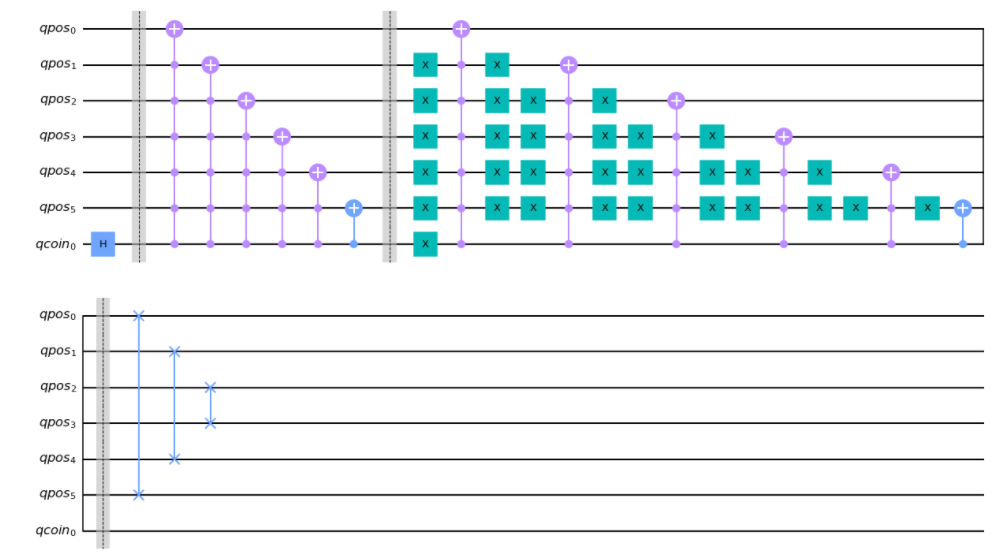 qpos₀
qpos₁ X X
qpos₂ X X X X
qpos₃ X X X X X X
qpos₄ X X X X X X X X
qpos₅ X X X X X X X X X X
qcoin₀ H X
qpos₀
qpos₁
qpos₂
qpos₃
qpos₄
qpos₅
qcoin₀